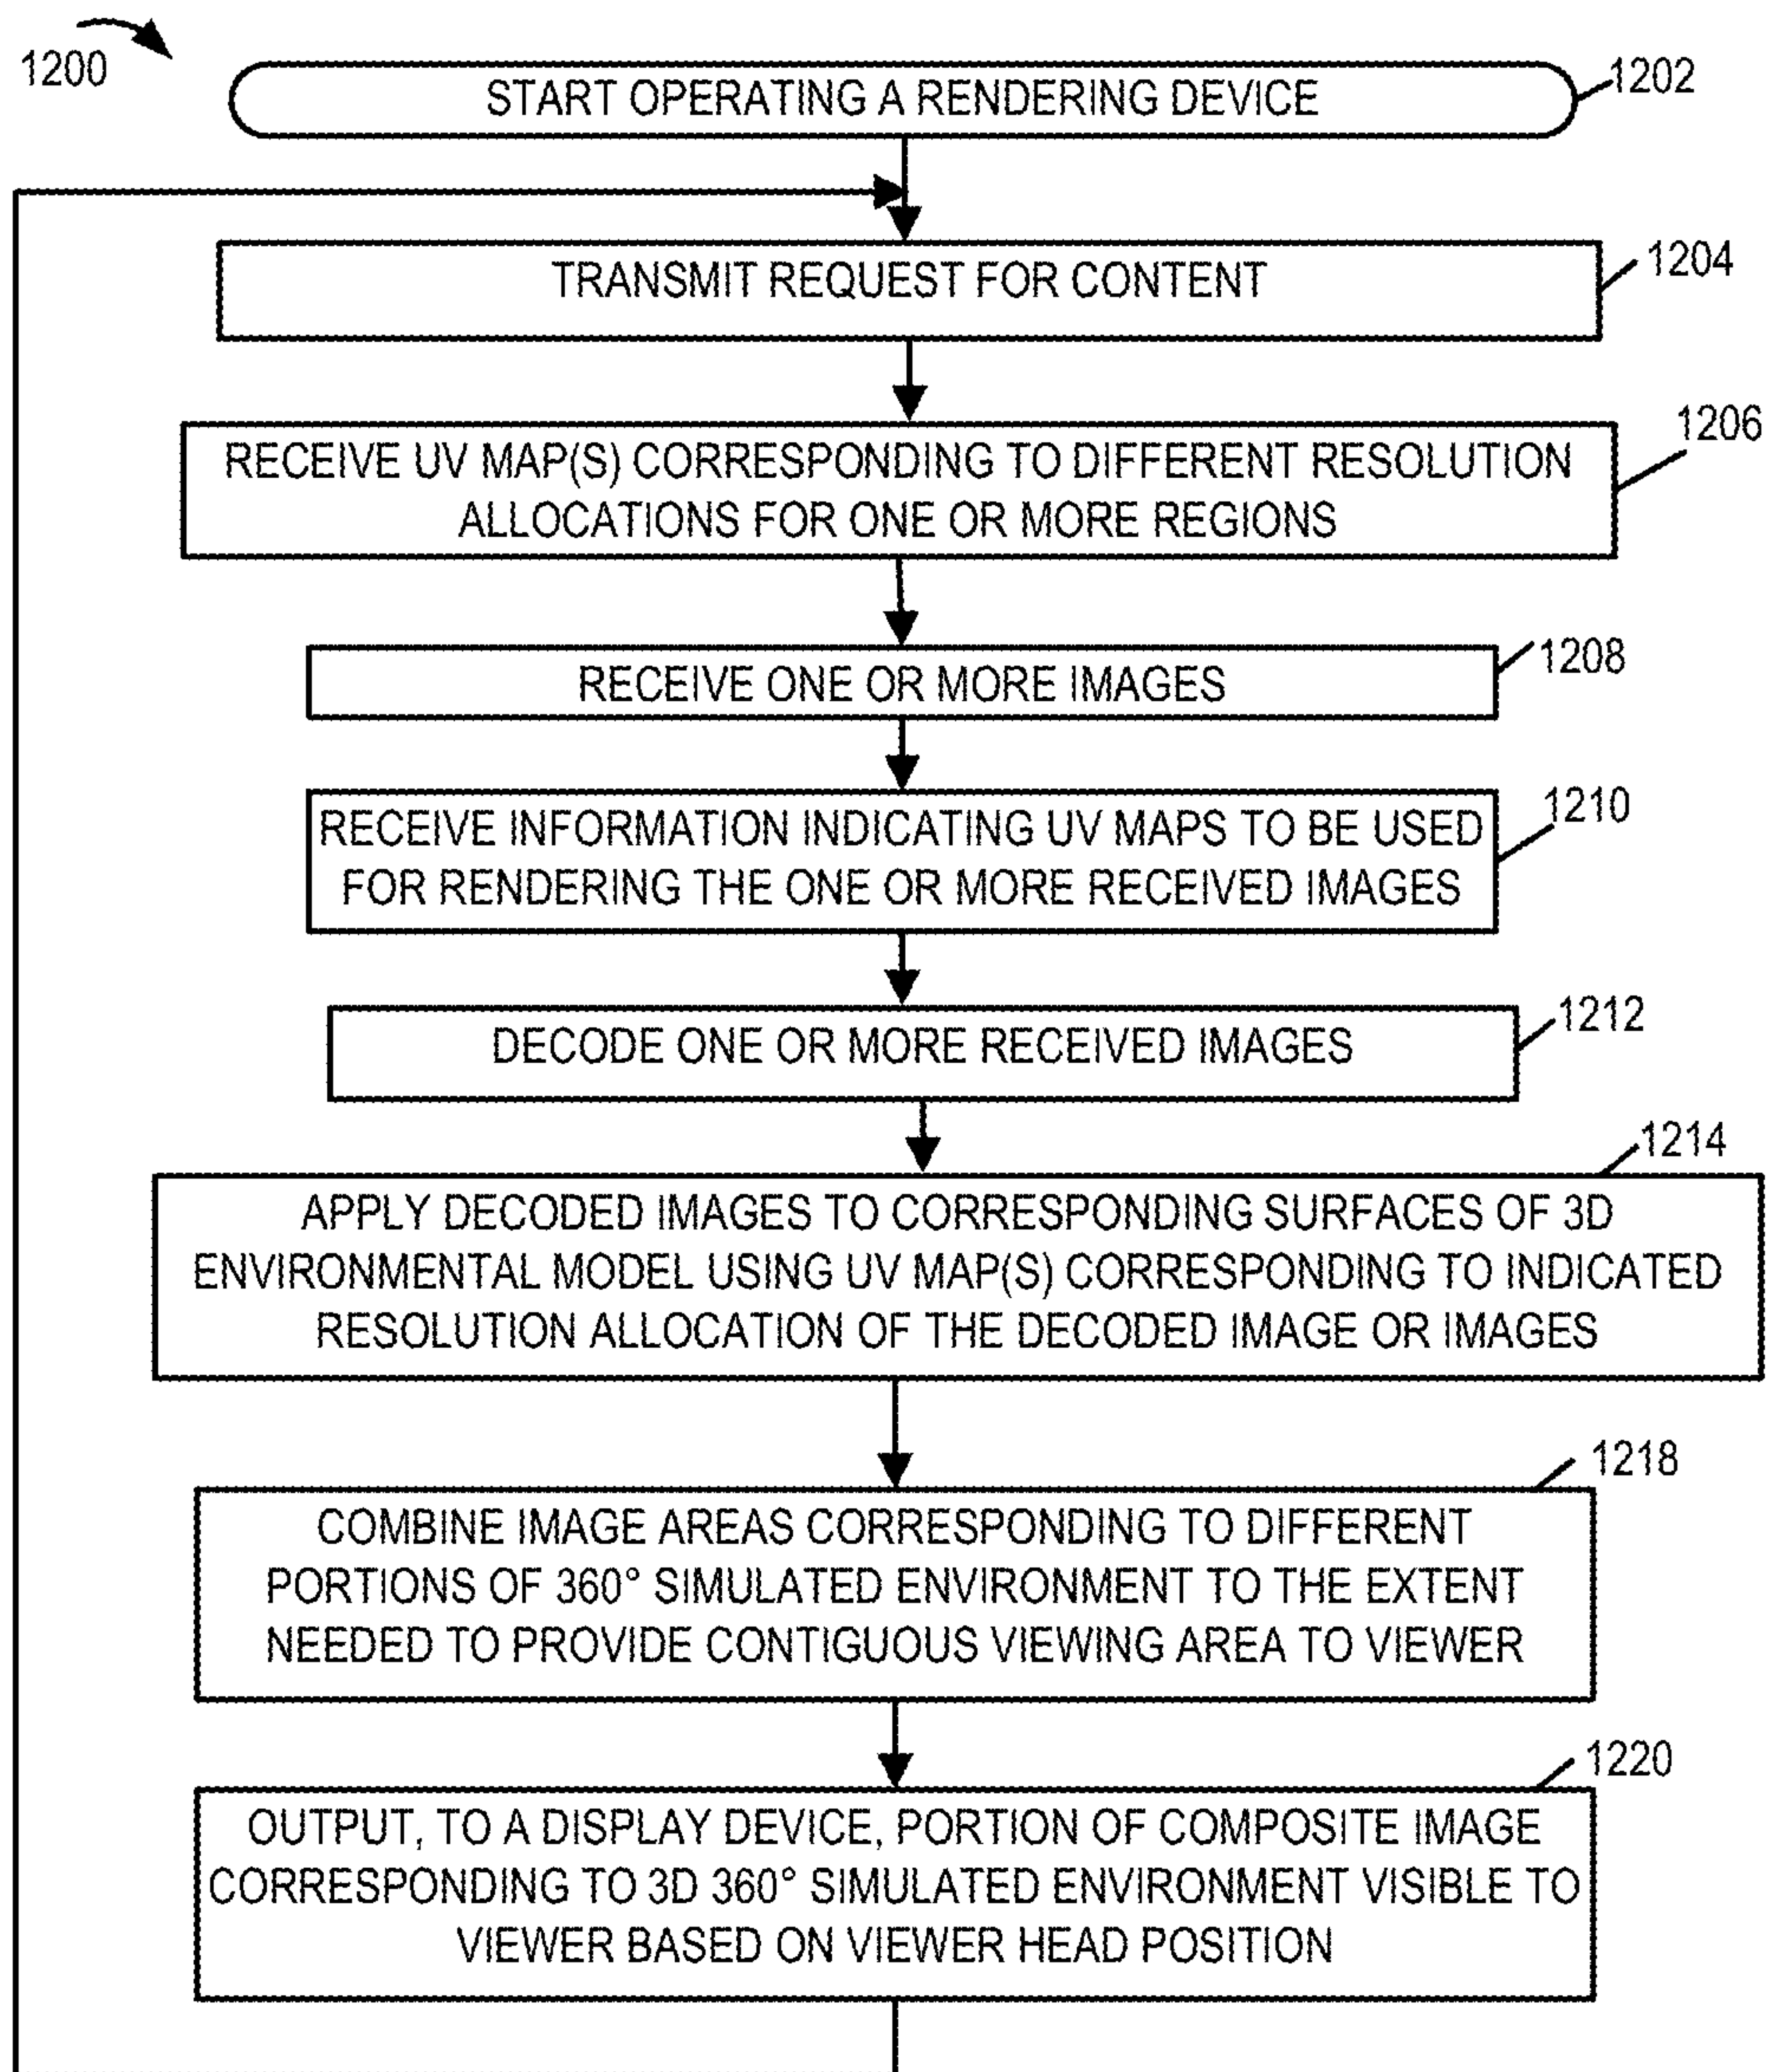 1200
START OPERATING A RENDERING DEVICE
1202
TRANSMIT REQUEST FOR CONTENT
1204
RECEIVE UV MAP(S) CORRESPONDING TO DIFFERENT RESOLUTION
ALLOCATIONS FOR ONE OR MORE REGIONS
1206
RECEIVE ONE OR MORE IMAGES
1208
RECEIVE INFORMATION INDICATING UV MAPS TO BE USED
FOR RENDERING THE ONE OR MORE RECEIVED IMAGES
1210
DECODE ONE OR MORE RECEIVED IMAGES
1212
APPLY DECODED IMAGES TO CORRESPONDING SURFACES OF 3D
ENVIRONMENTAL MODEL USING UV MAP(S) CORRESPONDING TO INDICATED
RESOLUTION ALLOCATION OF THE DECODED IMAGE OR IMAGES
1214
COMBINE IMAGE AREAS CORRESPONDING TO DIFFERENT
PORTIONS OF 360° SIMULATED ENVIRONMENT TO THE EXTENT
NEEDED TO PROVIDE CONTIGUOUS VIEWING AREA TO VIEWER
1218
OUTPUT, TO A DISPLAY DEVICE, PORTION OF COMPOSITE IMAGE
CORRESPONDING TO 3D 360° SIMULATED ENVIRONMENT VISIBLE TO
VIEWER BASED ON VIEWER HEAD POSITION
1220